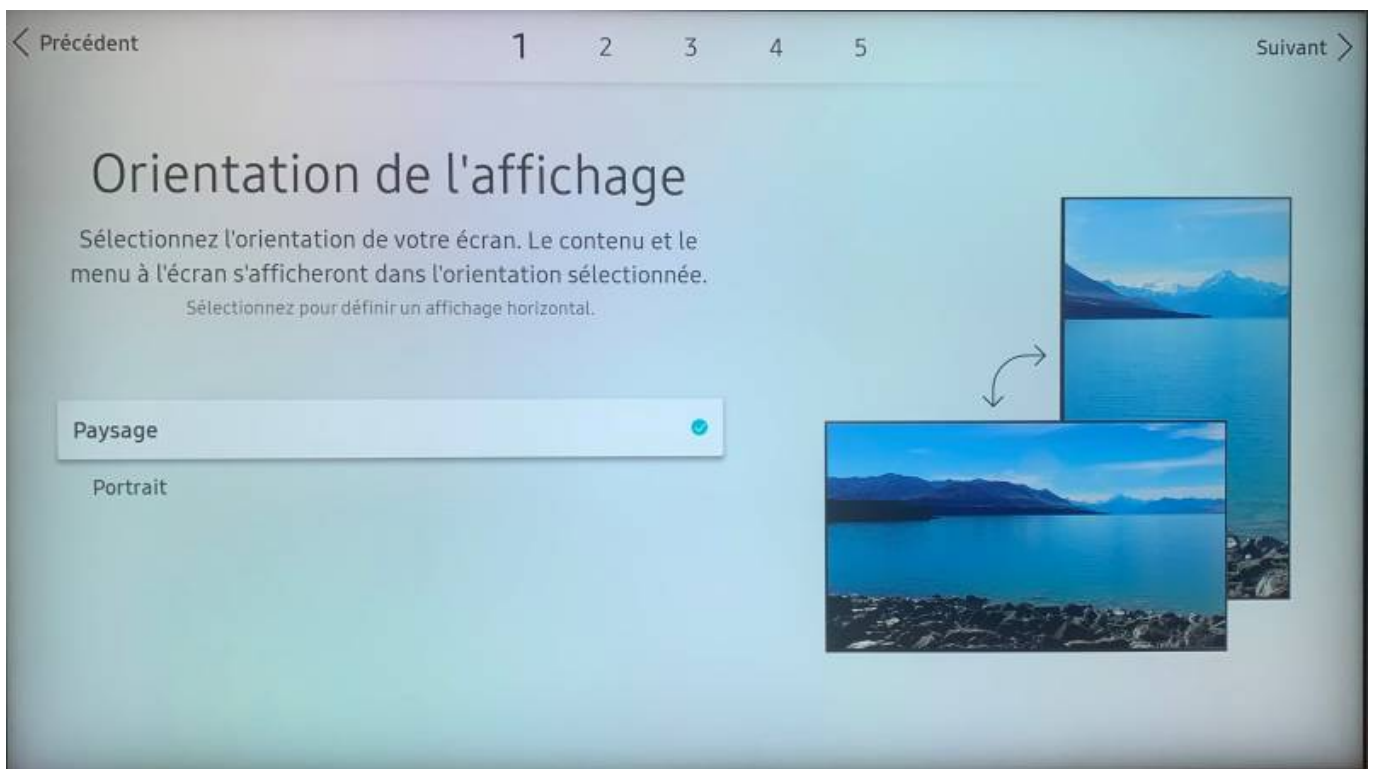 Précédent
1 2 3 4 5
Suivant
Orientation de l'affichage
Sélectionnez l'orientation de votre écran. Le contenu et le
menu à l'écran s'afficheront dans l'orientation sélectionnée.
Sélectionnez pour définir un affichage horizontal.
Paysage
Portrait